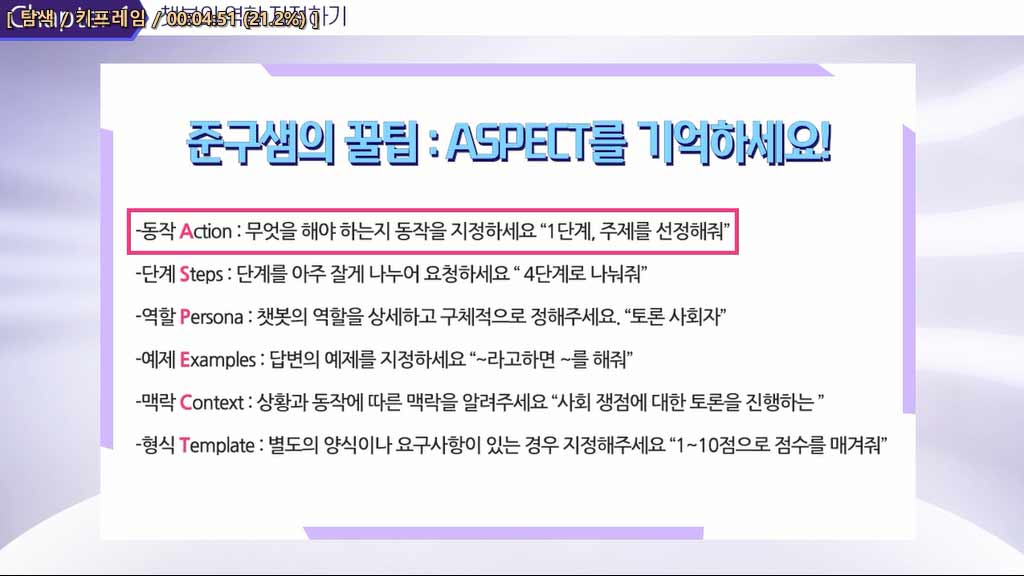 [ 탐색 / 키프레임 / 00:04:51 (21.2%) ]
준구샘의 꿀팁 : ASPECT를 기억하세요!
-동작 Action : 무엇을 해야 하는지 동작을 지정하세요 “1단계, 주제를 선정해줘”
-단계 Steps : 단계를 아주 잘게 나누어 요청하세요 “ 4단계로 나눠줘”
-역할 Persona : 챗봇의 역할을 상세하고 구체적으로 정해주세요. “토론 사회자”
-예제 Examples : 답변의 예제를 지정하세요 “~라고하면 ~를 해줘”
-맥락 Context : 상황과 동작에 따른 맥락을 알려주세요 “사회 쟁점에 대한 토론을 진행하는 ”
-형식 Template : 별도의 양식이나 요구사항이 있는 경우 지정해주세요 “1~10점으로 점수를 매겨줘”